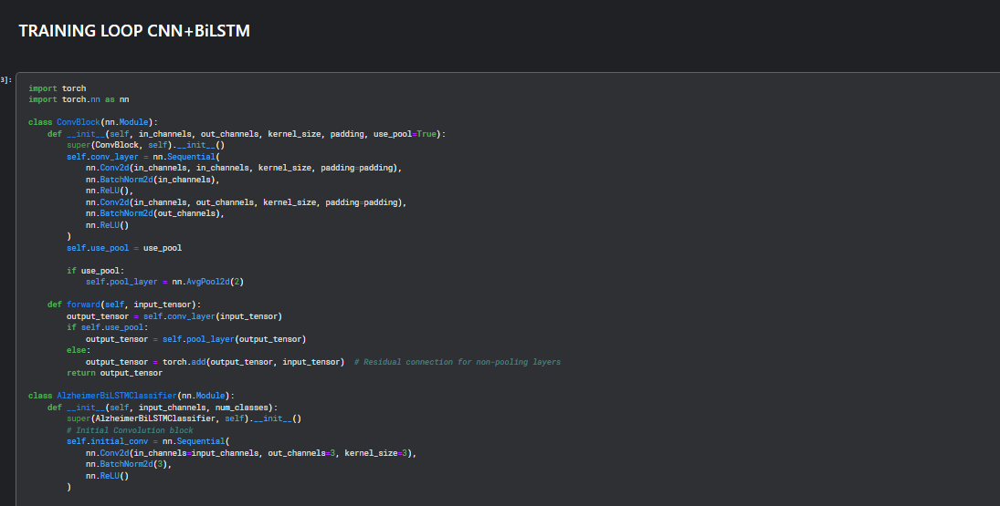 TRAINING LOOP CNN+BiLSTM
3]:
import torch
import torch.nn as nn
class ConvBlock(nn.Module):
def __init__(self, in_channels, out_channels, kernel_size, padding, use_pool=True):
super(ConvBlock, self).__init__()
self.conv_layer = nn.Sequential(
nn.Conv2d(in_channels, in_channels, kernel_size, padding=padding),
nn.BatchNorm2d(in_channels),
nn.ReLU(),
nn.Conv2d(in_channels, out_channels, kernel_size, padding=padding),
nn.BatchNorm2d(out_channels),
nn.ReLU()
)
self.use_pool = use_pool
if use_pool:
self.pool_layer = nn.AvgPool2d(2)
def forward(self, input_tensor):
output_tensor = self.conv_layer(input_tensor)
if self.use_pool:
output_tensor = self.pool_layer(output_tensor)
else:
output_tensor = torch.add(output_tensor, input_tensor)  # Residual connection for non-pooling layers
return output_tensor
class AlzheimerBiLSTMClassifier(nn.Module):
def __init__(self, input_channels, num_classes):
super(AlzheimerBiLSTMClassifier, self).__init__()
# Initial Convolution block
self.initial_conv = nn.Sequential(
nn.Conv2d(in_channels=input_channels, out_channels=3, kernel_size=3),
nn.BatchNorm2d(3),
nn.ReLU()
)